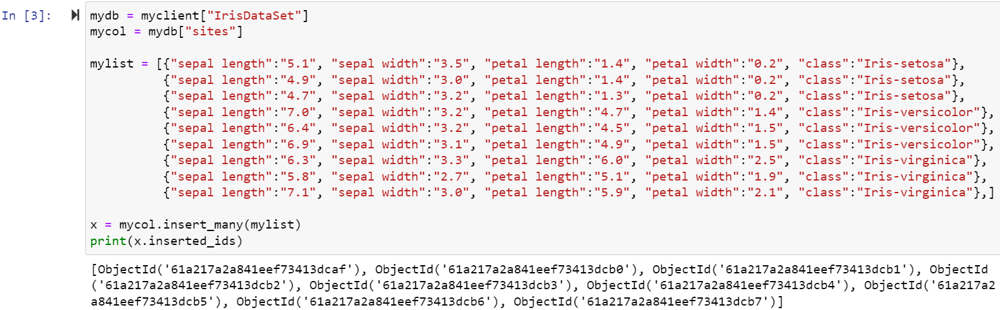 In [3]:
mydb = myclient["IrisDataSet"]
mycol = mydb["sites"]
mylist = [{"sepal length":"5.1", "sepal width":"3.5", "petal length":"1.4", "petal width":"0.2", "class":"Iris-setosa"},
{"sepal length":"4.9", "sepal width":"3.0", "petal length":"1.4", "petal width":"0.2", "class":"Iris-setosa"},
{"sepal length":"4.7", "sepal width":"3.2", "petal length":"1.3", "petal width":"0.2", "class":"Iris-setosa"},
{"sepal length":"7.0", "sepal width":"3.2", "petal length":"4.7", "petal width":"1.4", "class":"Iris-versicolor"},
{"sepal length":"6.4", "sepal width":"3.2", "petal length":"4.5", "petal width":"1.5", "class":"Iris-versicolor"},
{"sepal length":"6.9", "sepal width":"3.1", "petal length":"4.9", "petal width":"1.5", "class":"Iris-versicolor"},
{"sepal length":"6.3", "sepal width":"3.3", "petal length":"6.0", "petal width":"2.5", "class":"Iris-virginica"},
{"sepal length":"5.8", "sepal width":"2.7", "petal length":"5.1", "petal width":"1.9", "class":"Iris-virginica"},
{"sepal length":"7.1", "sepal width":"3.0", "petal length":"5.9", "petal width":"2.1", "class":"Iris-virginica"},]
x = mycol.insert_many(mylist)
print(x.inserted_ids)
[ObjectId('61a217a2a841eef73413dcaf'), ObjectId('61a217a2a841eef73413dcb0'), ObjectId('61a217a2a841eef73413dcb1'), ObjectId
('61a217a2a841eef73413dcb2'), ObjectId('61a217a2a841eef73413dcb3'), ObjectId('61a217a2a841eef73413dcb4'), ObjectId('61a217a2
a841eef73413dcb5'), ObjectId('61a217a2a841eef73413dcb6'), ObjectId('61a217a2a841eef73413dcb7')]